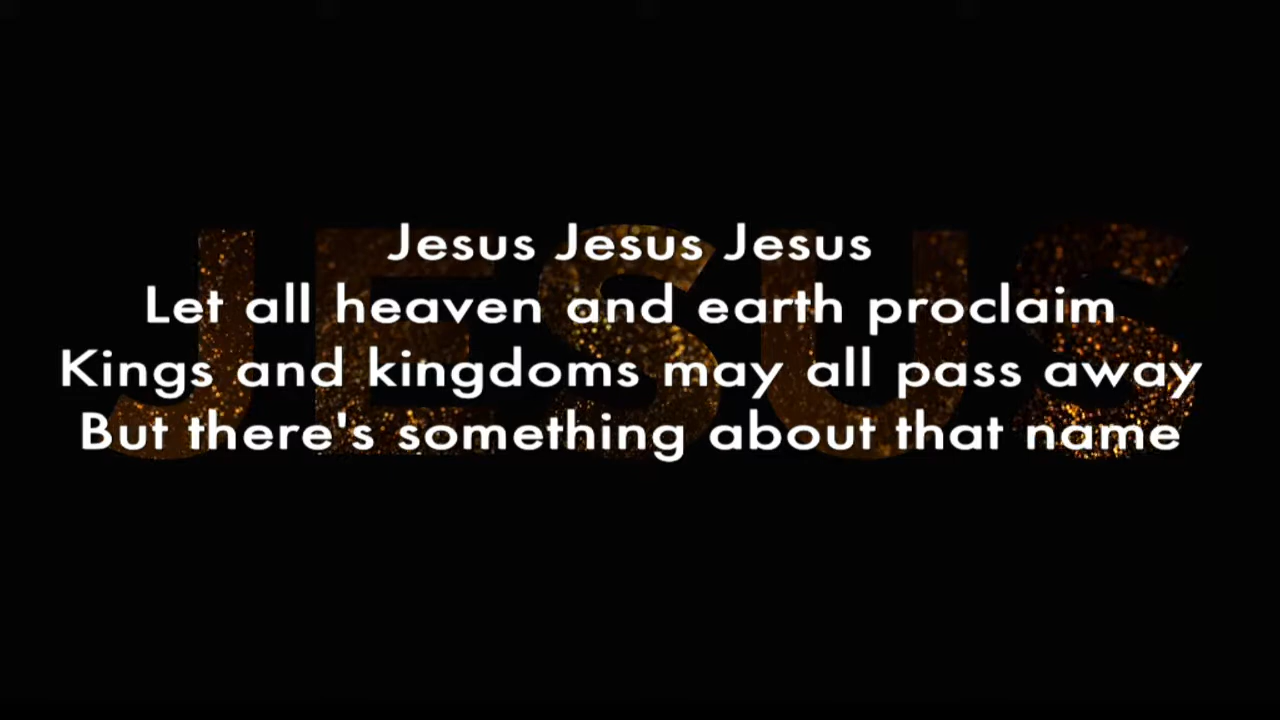 JESUS
Jesus Jesus Jesus
Let all heaven and earth proclaim
Kings and kingdoms may all pass away
But there's something about that name